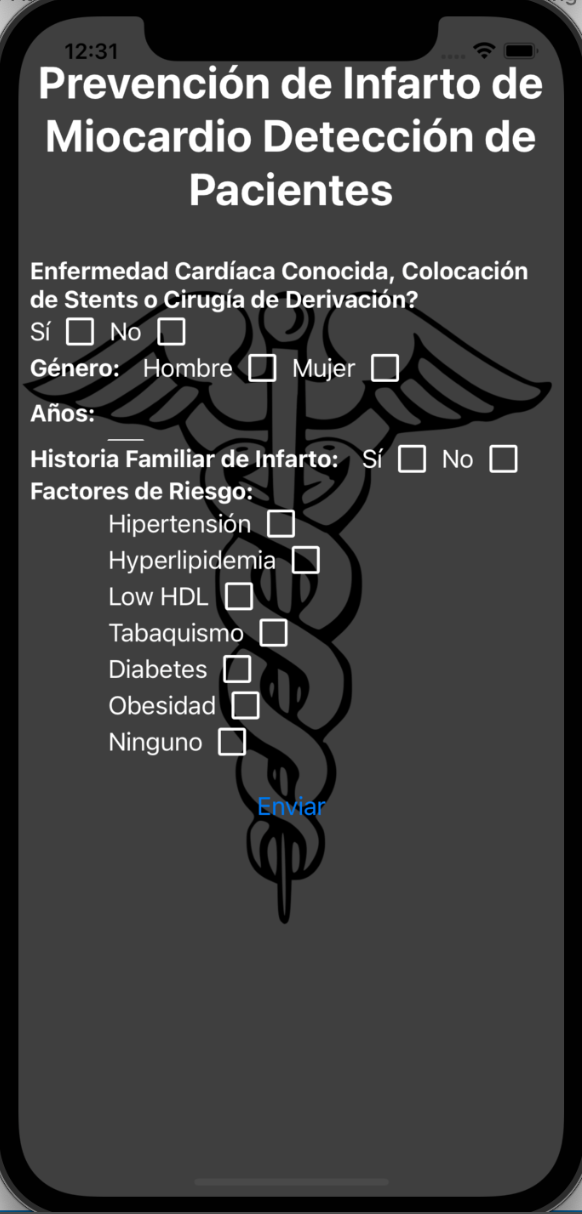 12:31
Prevención de Infarto de
Miocardio Detección de
Pacientes
Enfermedad Cardíaca Conocida, Colocación
de Stents o Cirugía de Derivación?
Sí No
Género: Hombre Mujer
Años:
Historia Familiar de Infarto: Sí No
Factores de Riesgo:
Hipertensión
Hyperlipidemia
Low HDL
Tabaquismo
Diabetes
Obesidad
Ninguno
Enviar